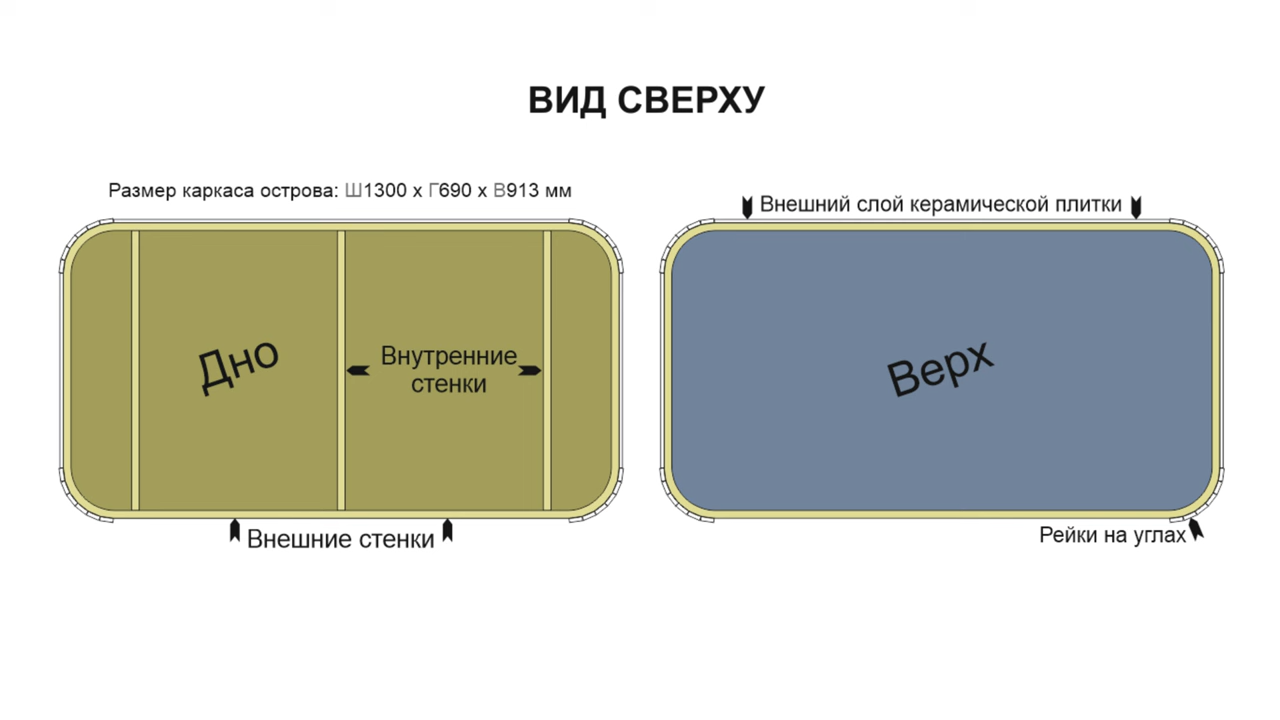 ВИД СВЕРХУ
Размер каркаса острова: Ш1300 х Г690 х В913 мм
Внешний слой керамической плитки
Дно
Внутренние
стенки
Верх
Внешние стенки
Рейки на углах